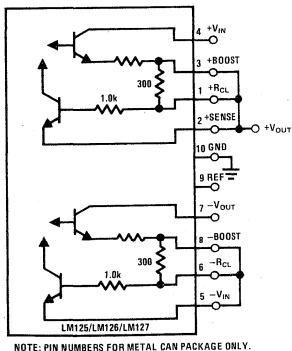 4 +VIN
3 +BOOST
300
1 +RCL
1.0k
2 +SENSE
+VOUT
10 GND
9 REF
7 -VOUT
8 -BOOST
300
1.0k
6 -RCL
5 -VIN
LM125/LM126/LM127
NOTE: PIN NUMBERS FOR METAL CAN PACKAGE ONLY.